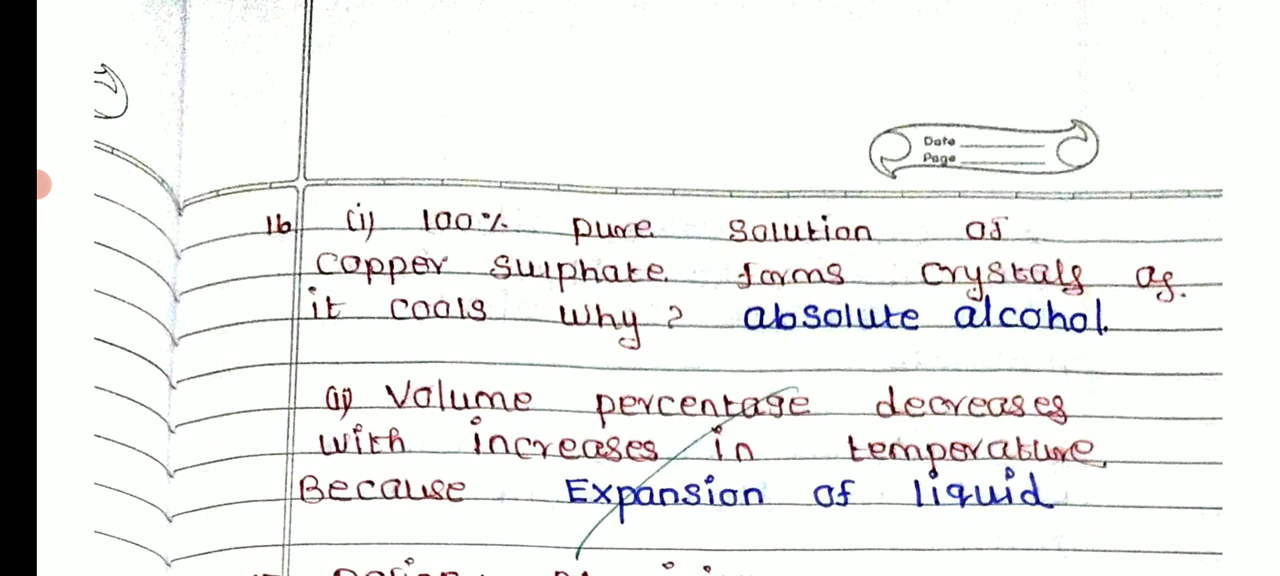 Date
Page
16 (i) 100% pure solution of
copper sulphate forms crystals as
it cools why? absolute alcohol.
(ii) Volume percentage decreases
with increases in temperature,
Because Expansion of liquid